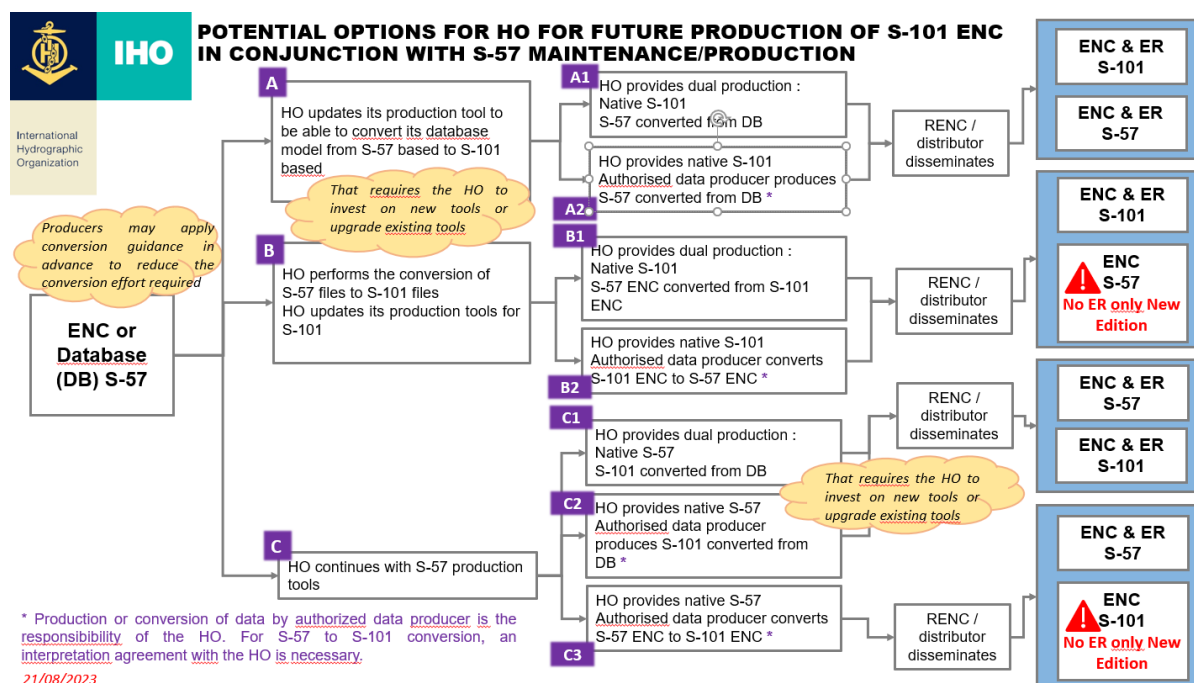 POTENTIAL OPTIONS FOR HO FOR FUTURE PRODUCTION OF S-101 ENC
IN CONJUNCTION WITH S-57 MAINTENANCE/PRODUCTION
IHO
International
Hydrographic
Organization
Producers may apply
conversion guidance in
advance to reduce the
conversion effort required
ENC or
Database
(DB) S-57
A
HO updates its production tool to
be able to convert its database
model from S-57 based to S-101
based
That requires the HO to
invest on new tools or
upgrade existing tools
B
HO performs the conversion of
S-57 files to S-101 files
HO updates its production tools for
S-101
C
HO continues with S-57 production
tools
A1
HO provides dual production :
Native S-101
S-57 converted from DB
HO provides native S-101
Authorised data producer produces
S-57 converted from DB *
A2
B1
HO provides dual production :
Native S-101
S-57 ENC converted from S-101
ENC
HO provides native S-101
Authorised data producer converts
S-101 ENC to S-57 ENC *
B2
C1
HO provides dual production :
Native S-57
S-101 converted from DB
C2
HO provides native S-57
Authorised data producer
produces S-101 converted from
DB *
HO provides native S-57
Authorised data producer converts
S-57 ENC to S-101 ENC *
C3
RENC /
distributor
disseminates
RENC /
distributor
disseminates
RENC /
distributor
disseminates
That requires the HO to
invest on new tools or
upgrade existing tools
RENC /
distributor
disseminates
ENC & ER
S-101
ENC & ER
S-57
ENC & ER
S-101
ENC
S-57
No ER only New
Edition
ENC & ER
S-57
ENC & ER
S-101
ENC & ER
S-57
ENC
S-101
No ER only New
Edition
* Production or conversion of data by authorized data producer is the
responsibibility of the HO. For S-57 to S-101 conversion, an
interpretation agreement with the HO is necessary.
21/08/2023